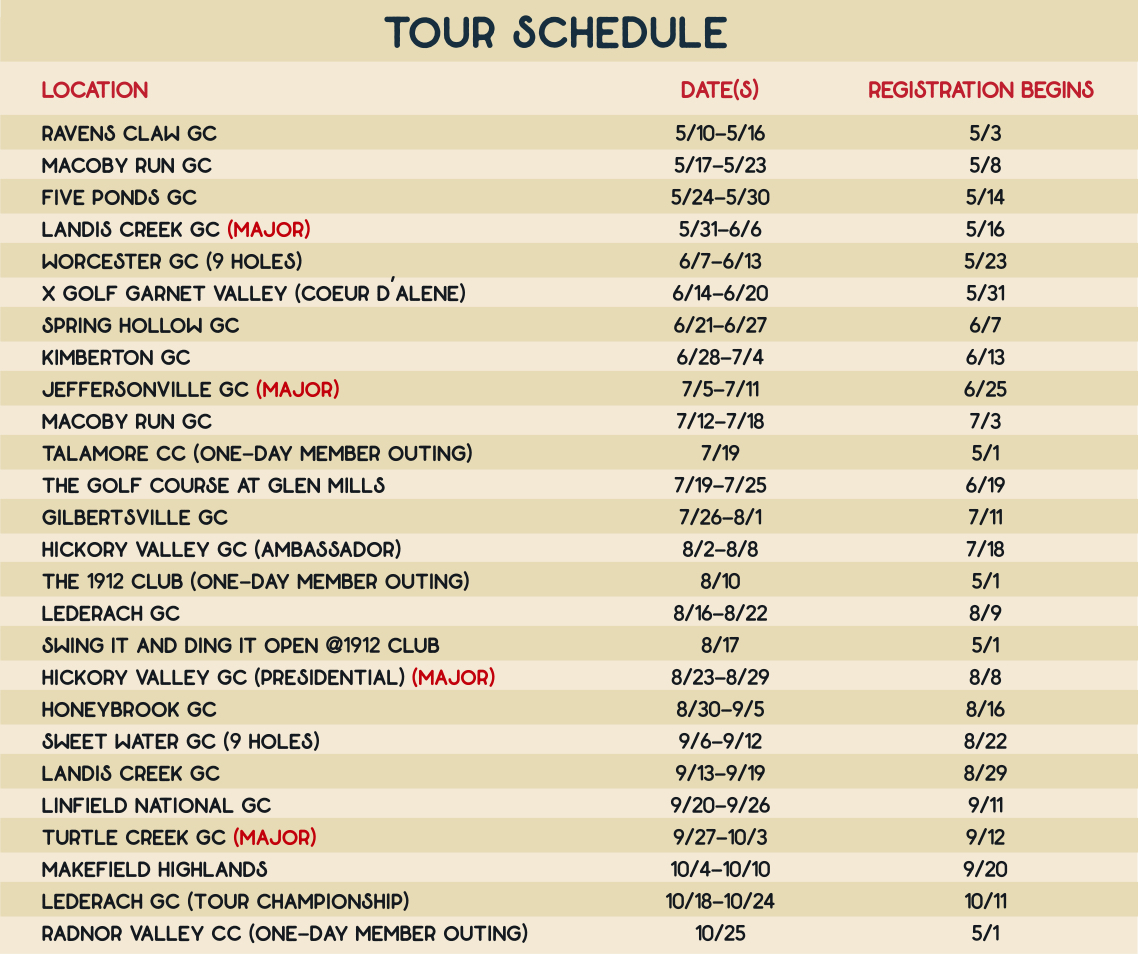 TOUR SCHEDULE
LOCATION DATE(S) REGISTRATION BEGINS
RAVENS CLAW GC 5/10–5/16 5/3
MACOBY RUN GC 5/17–5/23 5/8
FIVE PONDS GC 5/24–5/30 5/14
LANDIS CREEK GC (MAJOR) 5/31–6/6 5/16
WORCESTER GC (9 HOLES) 6/7–6/13 5/23
X GOLF GARNET VALLEY (COEUR D'ALENE) 6/14–6/20 5/31
SPRING HOLLOW GC 6/21–6/27 6/7
KIMBERTON GC 6/28–7/4 6/13
JEFFERSONVILLE GC (MAJOR) 7/5–7/11 6/25
MACOBY RUN GC 7/12–7/18 7/3
TALAMORE CC (ONE–DAY MEMBER OUTING) 7/19 5/1
THE GOLF COURSE AT GLEN MILLS 7/19–7/25 6/19
GILBERTSVILLE GC 7/26–8/1 7/11
HICKORY VALLEY GC (AMBASSADOR) 8/2–8/8 7/18
THE 1912 CLUB (ONE–DAY MEMBER OUTING) 8/10 5/1
LEDERACH GC 8/16–8/22 8/9
SWING IT AND DING IT OPEN @1912 CLUB 8/17 5/1
HICKORY VALLEY GC (PRESIDENTIAL) (MAJOR) 8/23–8/29 8/8
HONEYBROOK GC 8/30–9/5 8/16
SWEET WATER GC (9 HOLES) 9/6–9/12 8/22
LANDIS CREEK GC 9/13–9/19 8/29
LINFIELD NATIONAL GC 9/20–9/26 9/11
TURTLE CREEK GC (MAJOR) 9/27–10/3 9/12
MAKEFIELD HIGHLANDS 10/4–10/10 9/20
LEDERACH GC (TOUR CHAMPIONSHIP) 10/18–10/24 10/11
RADNOR VALLEY CC (ONE–DAY MEMBER OUTING) 10/25 5/1